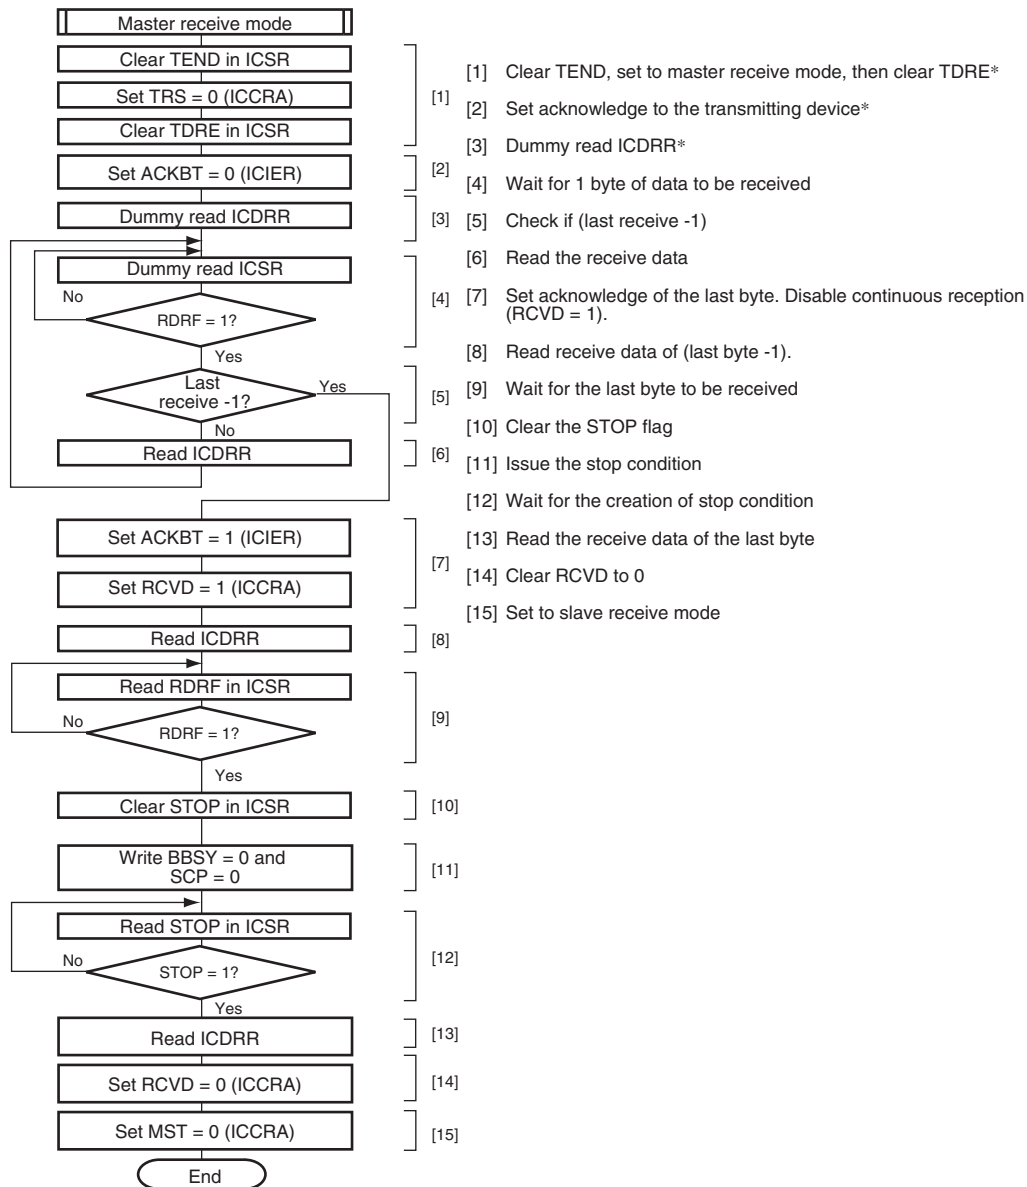 Master receive mode
Clear TEND in ICSR
Set TRS = 0 (ICCRA)
Clear TDRE in ICSR
[1]
Set ACKBT = 0 (ICIER)
[2]
Dummy read ICDRR
[3]
Dummy read ICSR
No
RDRF = 1?
[4]
Yes
Last
receive -1?
Yes
[5]
No
Read ICDRR
[6]
Set ACKBT = 1 (ICIER)
Set RCVD = 1 (ICCRA)
[7]
Read ICDRR
[8]
Read RDRF in ICSR
No
RDRF = 1?
[9]
Yes
Clear STOP in ICSR
[10]
Write BBSY = 0 and
SCP = 0
[11]
Read STOP in ICSR
No
STOP = 1?
[12]
Yes
Read ICDRR
[13]
Set RCVD = 0 (ICCRA)
[14]
Set MST = 0 (ICCRA)
[15]
End
[1] Clear TEND, set to master receive mode, then clear TDRE*
[2] Set acknowledge to the transmitting device*
[3] Dummy read ICDRR*
[4] Wait for 1 byte of data to be received
[5] Check if (last receive -1)
[6] Read the receive data
[7] Set acknowledge of the last byte. Disable continuous reception
(RCVD = 1).
[8] Read receive data of (last byte -1).
[9] Wait for the last byte to be received
[10] Clear the STOP flag
[11] Issue the stop condition
[12] Wait for the creation of stop condition
[13] Read the receive data of the last byte
[14] Clear RCVD to 0
[15] Set to slave receive mode